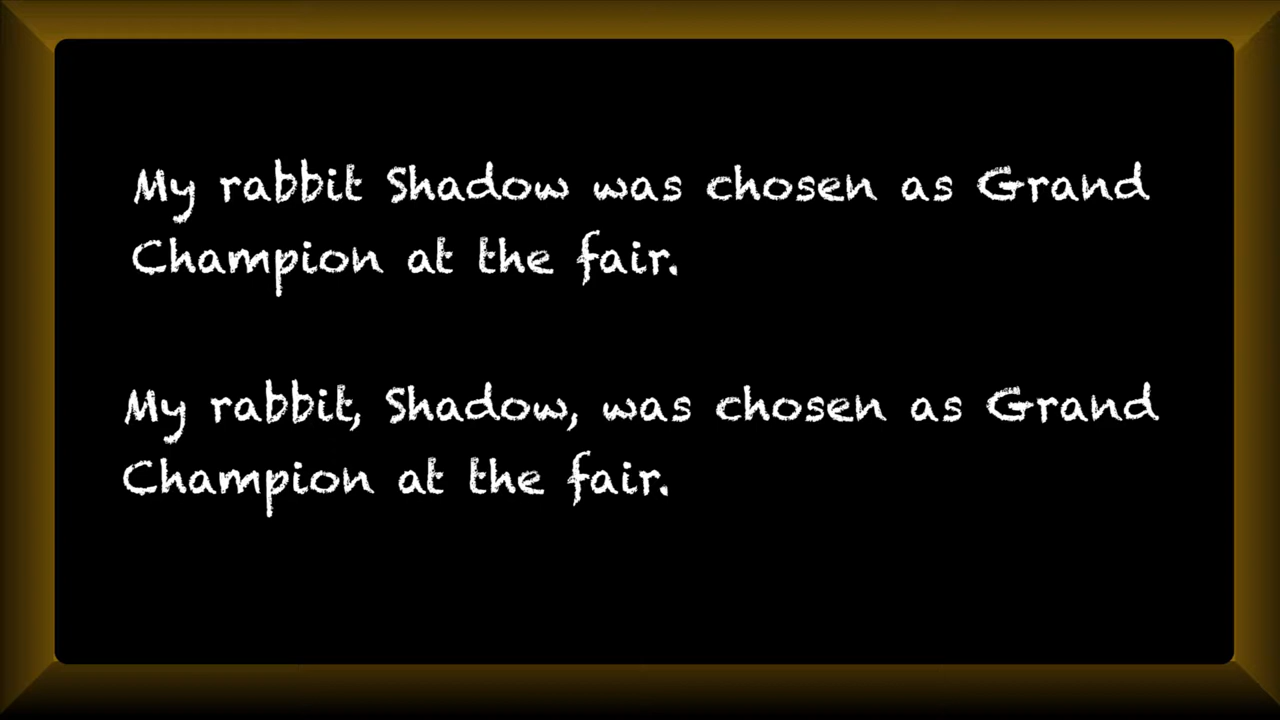 My rabbit Shadow was chosen as Grand
Champion at the fair.
My rabbit, Shadow, was chosen as Grand
Champion at the fair.